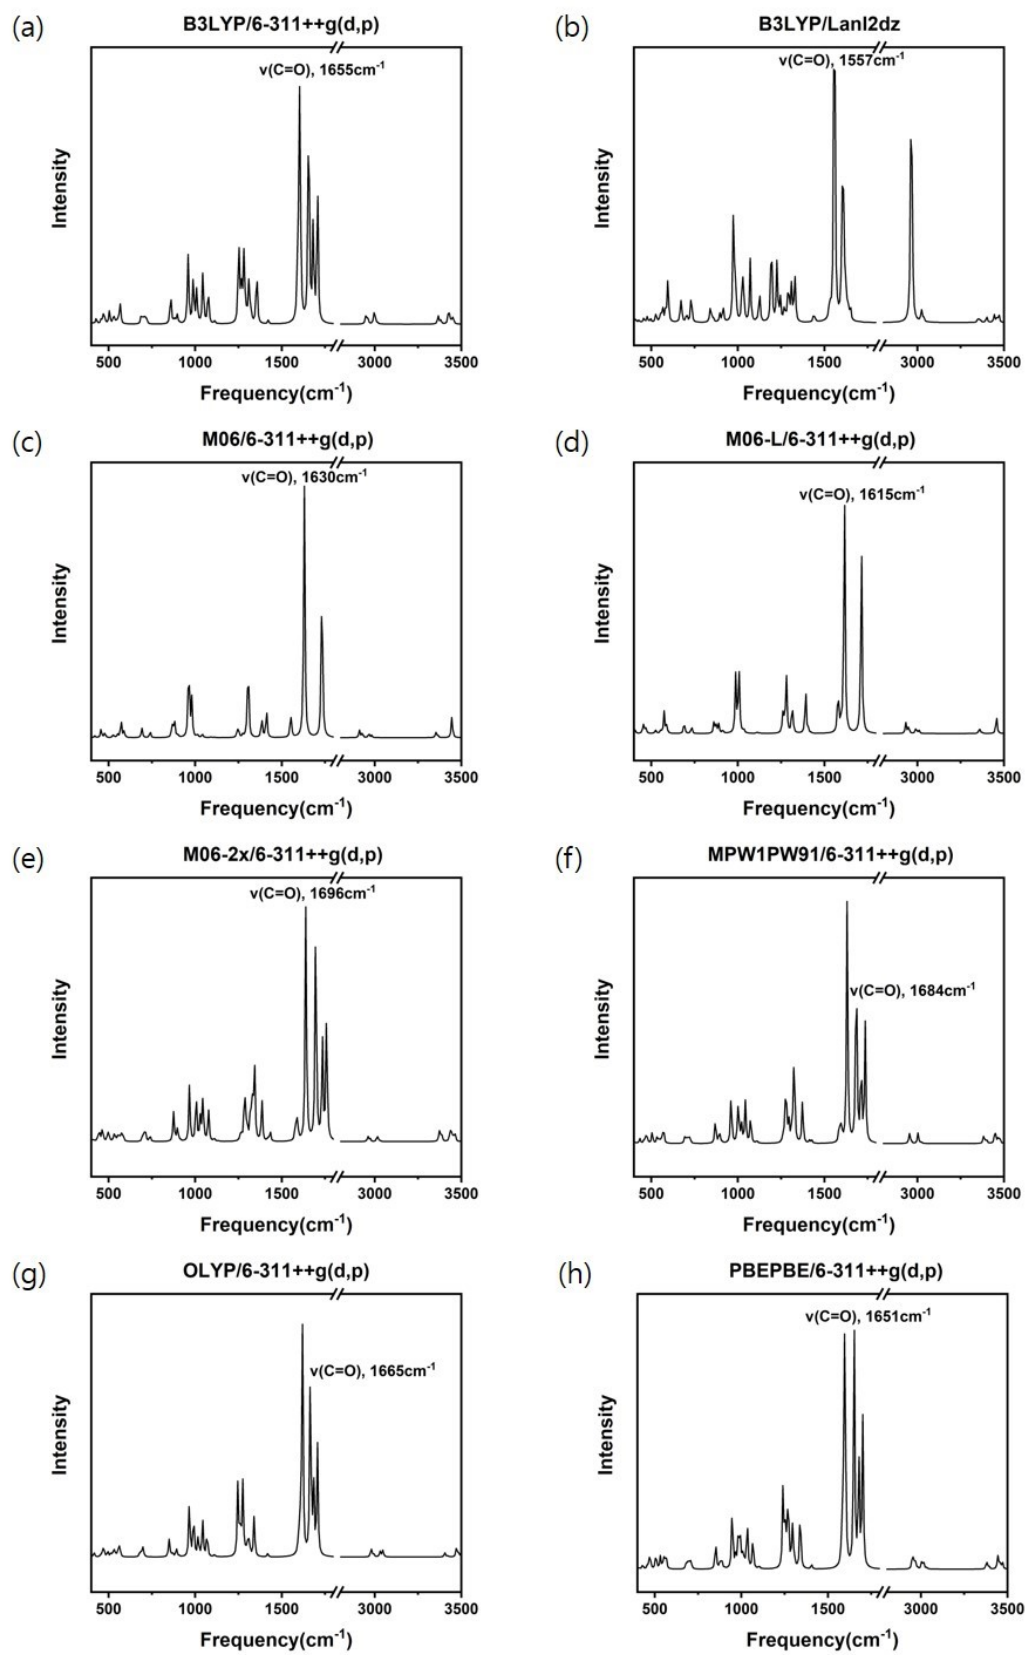 (a)
B3LYP/6-311++g(d,p)
ν(C=O), 1655cm⁻¹
Intensity
500 1000 1500 3000 3500
Frequency(cm⁻¹)
(b)
B3LYP/Lanl2dz
ν(C=O), 1557cm⁻¹
Intensity
500 1000 1500 3000 3500
Frequency(cm⁻¹)
(c)
M06/6-311++g(d,p)
ν(C=O), 1630cm⁻¹
Intensity
500 1000 1500 3000 3500
Frequency(cm⁻¹)
(d)
M06-L/6-311++g(d,p)
ν(C=O), 1615cm⁻¹
Intensity
500 1000 1500 3000 3500
Frequency(cm⁻¹)
(e)
M06-2x/6-311++g(d,p)
ν(C=O), 1696cm⁻¹
Intensity
500 1000 1500 3000 3500
Frequency(cm⁻¹)
(f)
MPW1PW91/6-311++g(d,p)
ν(C=O), 1684cm⁻¹
Intensity
500 1000 1500 3000 3500
Frequency(cm⁻¹)
(g)
OLYP/6-311++g(d,p)
ν(C=O), 1665cm⁻¹
Intensity
500 1000 1500 3000 3500
Frequency(cm⁻¹)
(h)
PBEPBE/6-311++g(d,p)
ν(C=O), 1651cm⁻¹
Intensity
500 1000 1500 3000 3500
Frequency(cm⁻¹)